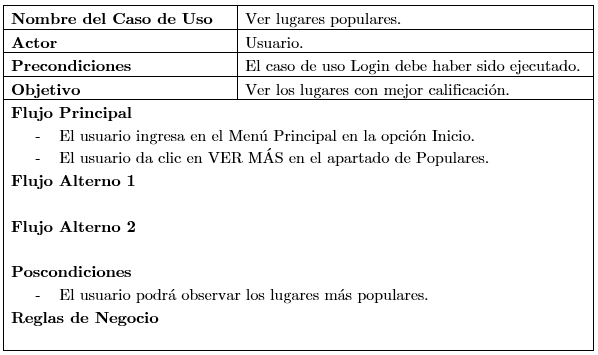 Nombre del Caso de Uso Ver lugares populares.
Actor Usuario.
Precondiciones El caso de uso Login debe haber sido ejecutado.
Objetivo Ver los lugares con mejor calificación.
Flujo Principal
- El usuario ingresa en el Menú Principal en la opción Inicio.
- El usuario da clic en VER MÁS en el apartado de Populares.
Flujo Alterno 1
Flujo Alterno 2
Poscondiciones
- El usuario podrá observar los lugares más populares.
Reglas de Negocio